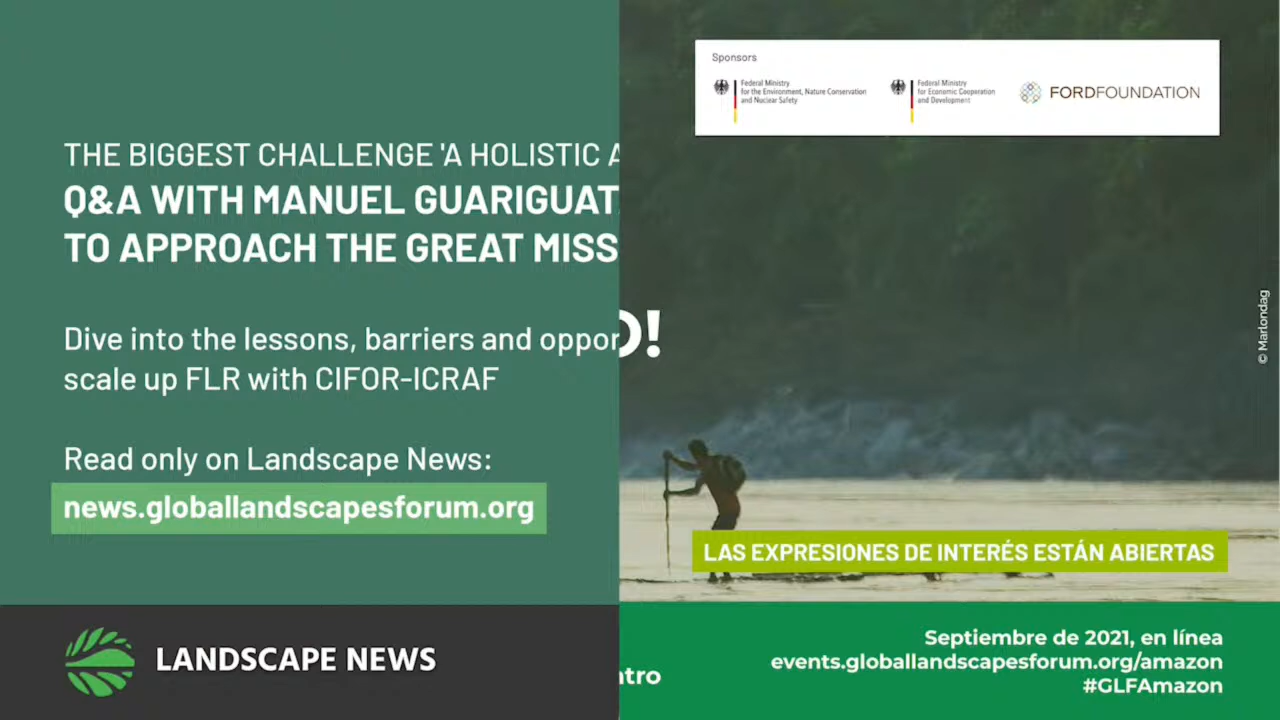 THE BIGGEST CHALLENGE 'A HOLISTIC A
Q&A WITH MANUEL GUARIGUAT
TO APPROACH THE GREAT MISS
Dive into the lessons, barriers and oppor
scale up FLR with CIFOR-ICRAF
Read only on Landscape News:
news.globallandscapesforum.org
LANDSCAPE NEWS
Sponsors
Federal Ministry
for the Environment, Nature Conservation
and Nuclear Safety
Federal Ministry
for Economic Cooperation
and Development
FORDFOUNDATION
O!
© Marlondag
LAS EXPRESIONES DE INTERÉS ESTÁN ABIERTAS
Septiembre de 2021, en línea
events.globallandscapesforum.org/amazon
#GLFAmazon
ntro